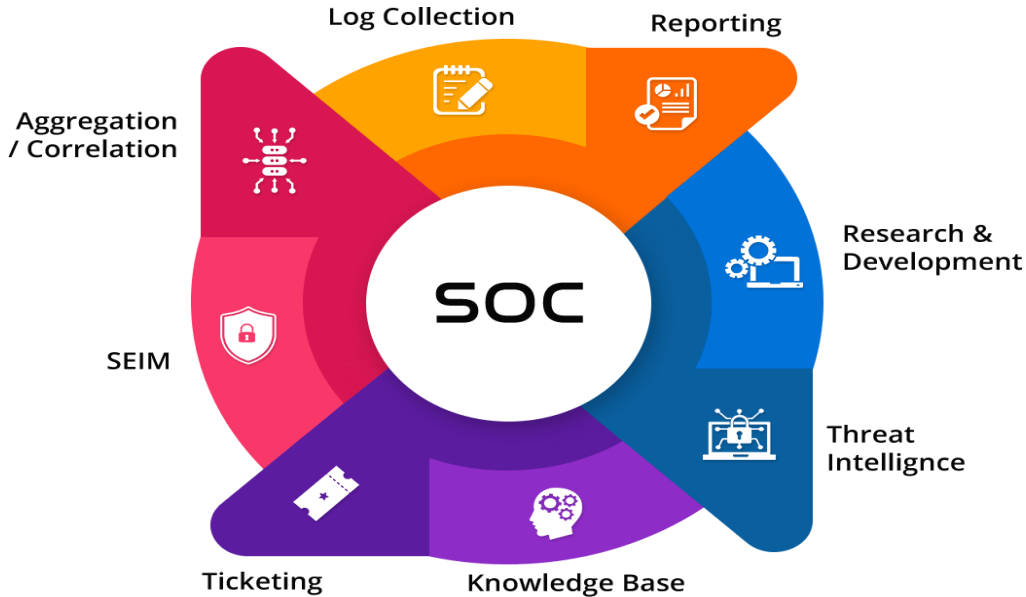 Log Collection
Reporting
Aggregation
/ Correlation
Research &
Development
SOC
SEIM
Threat
Intellignce
Ticketing
Knowledge Base